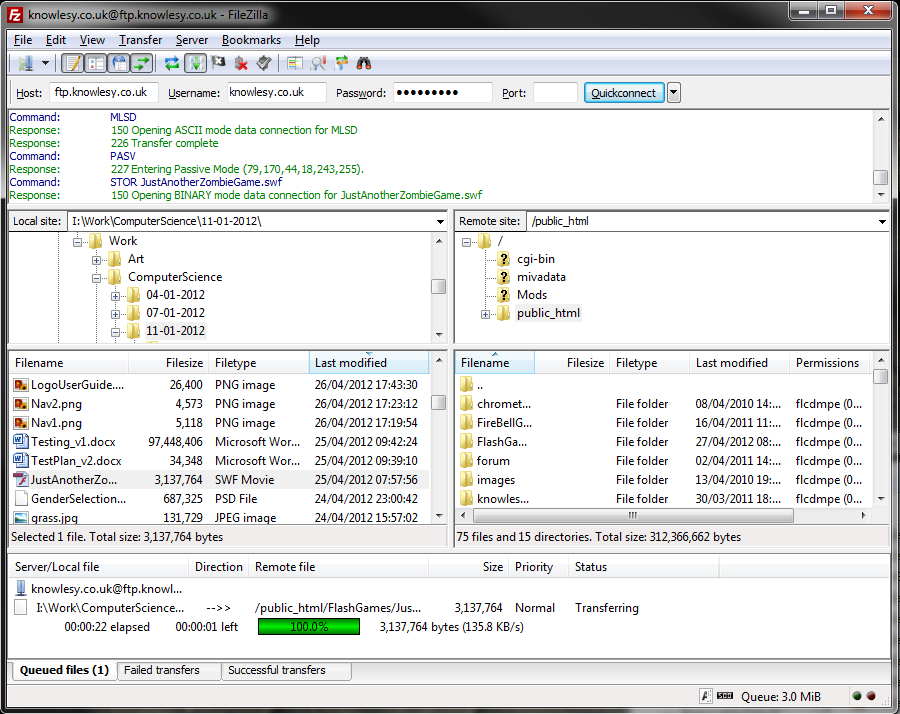 knowlesy.co.uk@ftp.knowlesy.co.uk - FileZilla
File Edit View Transfer Server Bookmarks Help
Host: ftp.knowlesy.co.uk Username: knowlesy.co.uk Password: ●●●●●●●●● Port: Quickconnect
Command: MLSD
Response: 150 Opening ASCII mode data connection for MLSD
Response: 226 Transfer complete
Command: PASV
Response: 227 Entering Passive Mode (79,170,44,18,243,255).
Command: STOR JustAnotherZombieGame.swf
Response: 150 Opening BINARY mode data connection for JustAnotherZombieGame.swf
Local site: I:\Work\ComputerScience\11-01-2012\
Work
Art
ComputerScience
04-01-2012
07-01-2012
11-01-2012
Remote site: /public_html
/
cgi-bin
mivadata
Mods
public_html
Filename Filesize Filetype Last modified
LogoUserGuide.... 26,400 PNG image 26/04/2012 17:43:30
Nav2.png 4,573 PNG image 26/04/2012 17:23:12
Nav1.png 5,118 PNG image 26/04/2012 17:19:54
Testing_v1.docx 97,448,406 Microsoft Wor... 25/04/2012 09:42:24
TestPlan_v2.docx 34,348 Microsoft Wor... 25/04/2012 09:39:10
JustAnotherZo... 3,137,764 SWF Movie 25/04/2012 07:57:56
GenderSelection... 687,325 PSD File 24/04/2012 23:00:42
grass.jpg 131,729 JPEG image 24/04/2012 15:57:02
Selected 1 file. Total size: 3,137,764 bytes
Filename Filesize Filetype Last modified Permissions
..
chromet... File folder 08/04/2010 14:... flcdmpe (0...
FireBellG... File folder 16/04/2011 11:... flcdmpe (0...
FlashGa... File folder 27/04/2012 08:... flcdmpe (0...
forum File folder 02/04/2011 14:... flcdmpe (0...
images File folder 13/04/2010 19:... flcdmpe (0...
knowles... File folder 30/03/2011 18:... flcdmpe (0...
75 files and 15 directories. Total size: 312,366,662 bytes
Server/Local file Direction Remote file Size Priority Status
knowlesy.co.uk@ftp.knowl...
I:\Work\ComputerScience... -->> /public_html/FlashGames/Jus... 3,137,764 Normal Transferring
00:00:22 elapsed 00:00:01 left 100.0% 3,137,764 bytes (135.8 KB/s)
Queued files (1) Failed transfers Successful transfers
Queue: 3.0 MiB